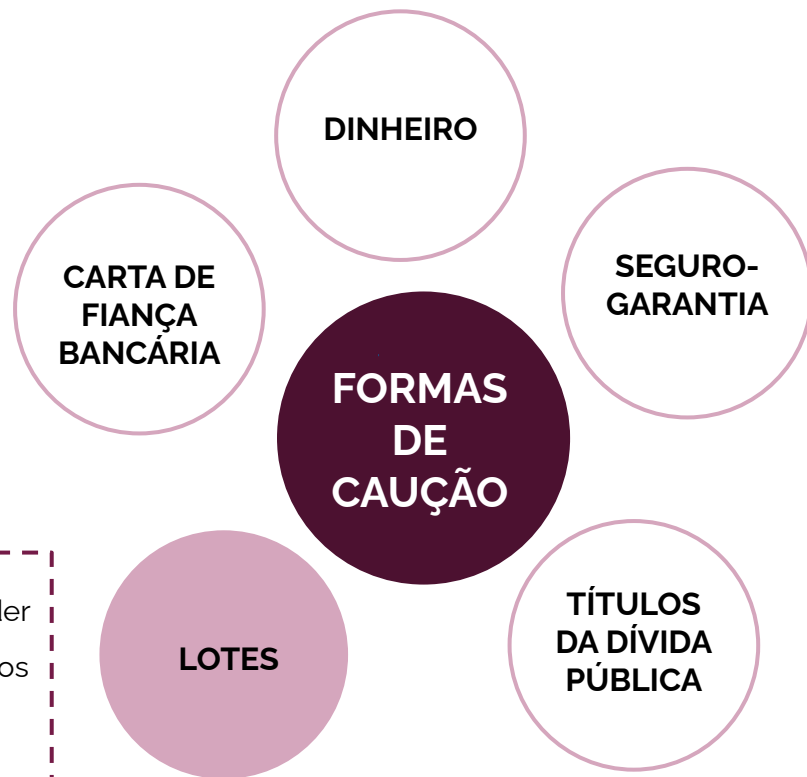 DINHEIRO
CARTA DE
FIANÇA
BANCÁRIA
SEGURO-
GARANTIA
FORMAS
DE
CAUÇÃO
LOTES
TÍTULOS
DA DÍVIDA
PÚBLICA